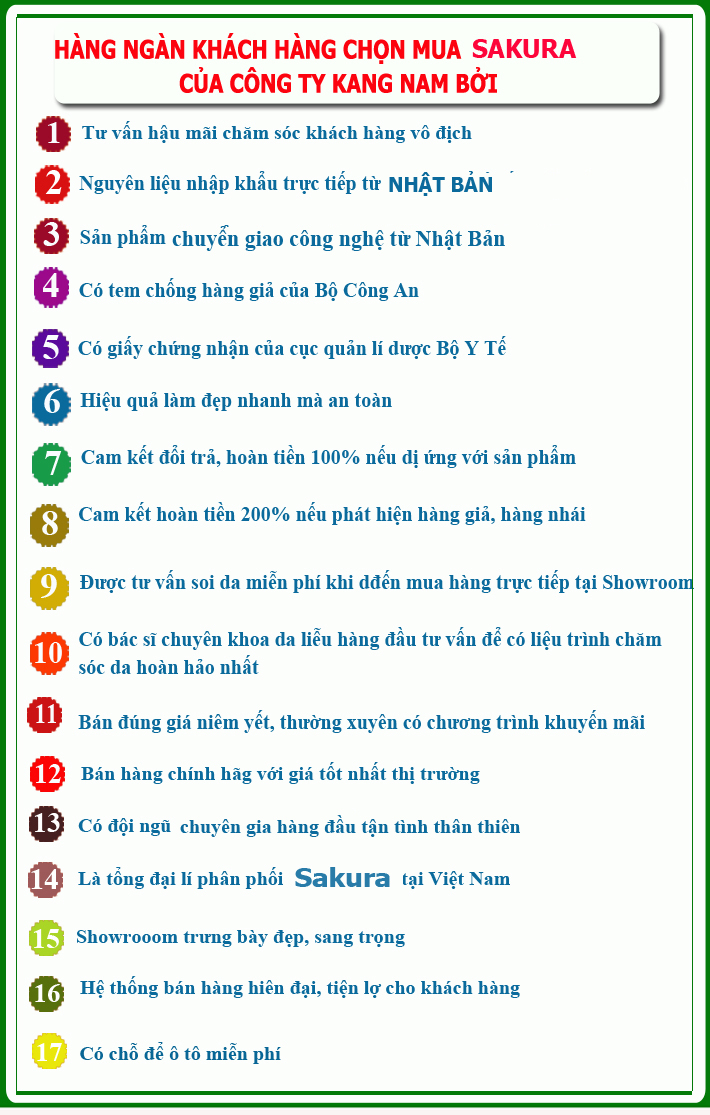 HÀNG NGÀN KHÁCH HÀNG CHỌN MUA SAKURA
CỦA CÔNG TY KANG NAM BỞI
1 Tư vấn hậu mãi chăm sóc khách hàng vô địch
2 Nguyên liệu nhập khẩu trực tiếp từ NHẬT BẢN
3 Sản phẩm chuyển giao công nghệ từ Nhật Bản
4 Có tem chống hàng giả của Bộ Công An
5 Có giấy chứng nhận của cục quản lí dược Bộ Y Tế
6 Hiệu quả làm đẹp nhanh mà an toàn
7 Cam kết đổi trả, hoàn tiền 100% nếu dị ứng với sản phẩm
8 Cam kết hoàn tiền 200% nếu phát hiện hàng giả, hàng nhái
9 Được tư vấn soi da miễn phí khi dđến mua hàng trực tiếp tại Showroom
10 Có bác sĩ chuyên khoa da liễu hàng đầu tư vấn để có liệu trình chăm
sóc da hoàn hảo nhất
11 Bán đúng giá niêm yết, thường xuyên có chương trình khuyến mãi
12 Bán hàng chính hãg với giá tốt nhất thị trường
13 Có đội ngũ chuyên gia hàng đầu tận tình thân thiên
14 Là tổng đại lí phân phối Sakura tại Việt Nam
15 Showrooom trưng bày đẹp, sang trọng
16 Hệ thống bán hàng hiên đại, tiện lợ cho khách hàng
17 Có chỗ để ô tô miễn phí